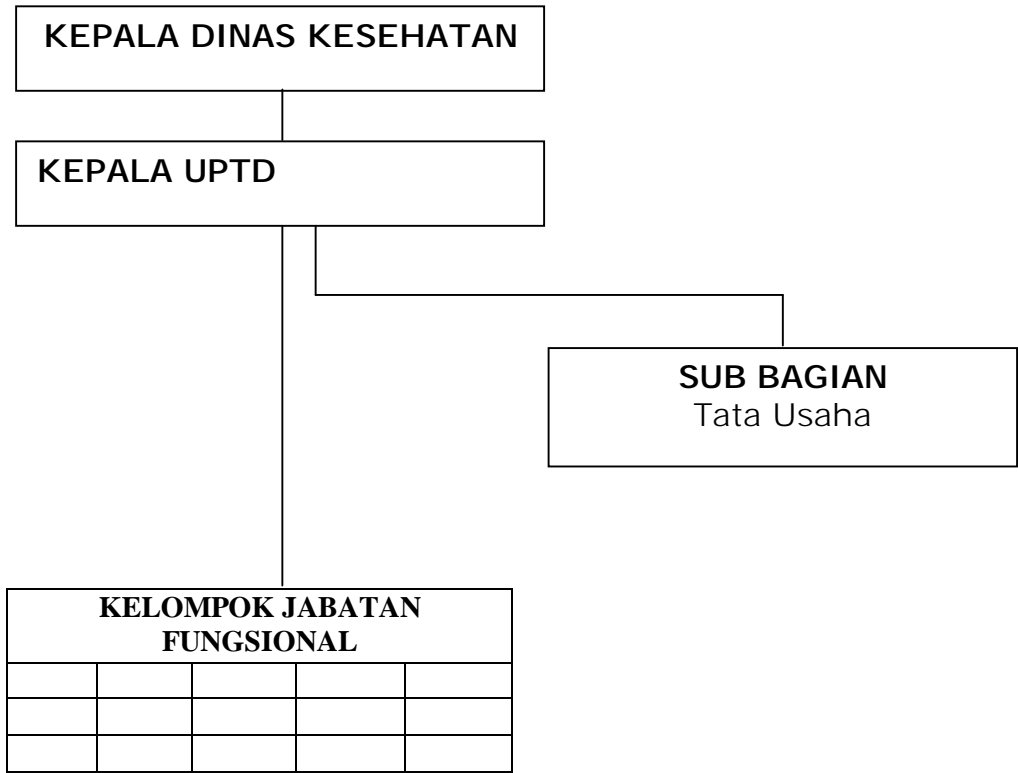 KEPALA DINAS KESEHATAN
KEPALA UPTD
SUB BAGIAN
Tata Usaha
KELOMPOK JABATAN
FUNGSIONAL